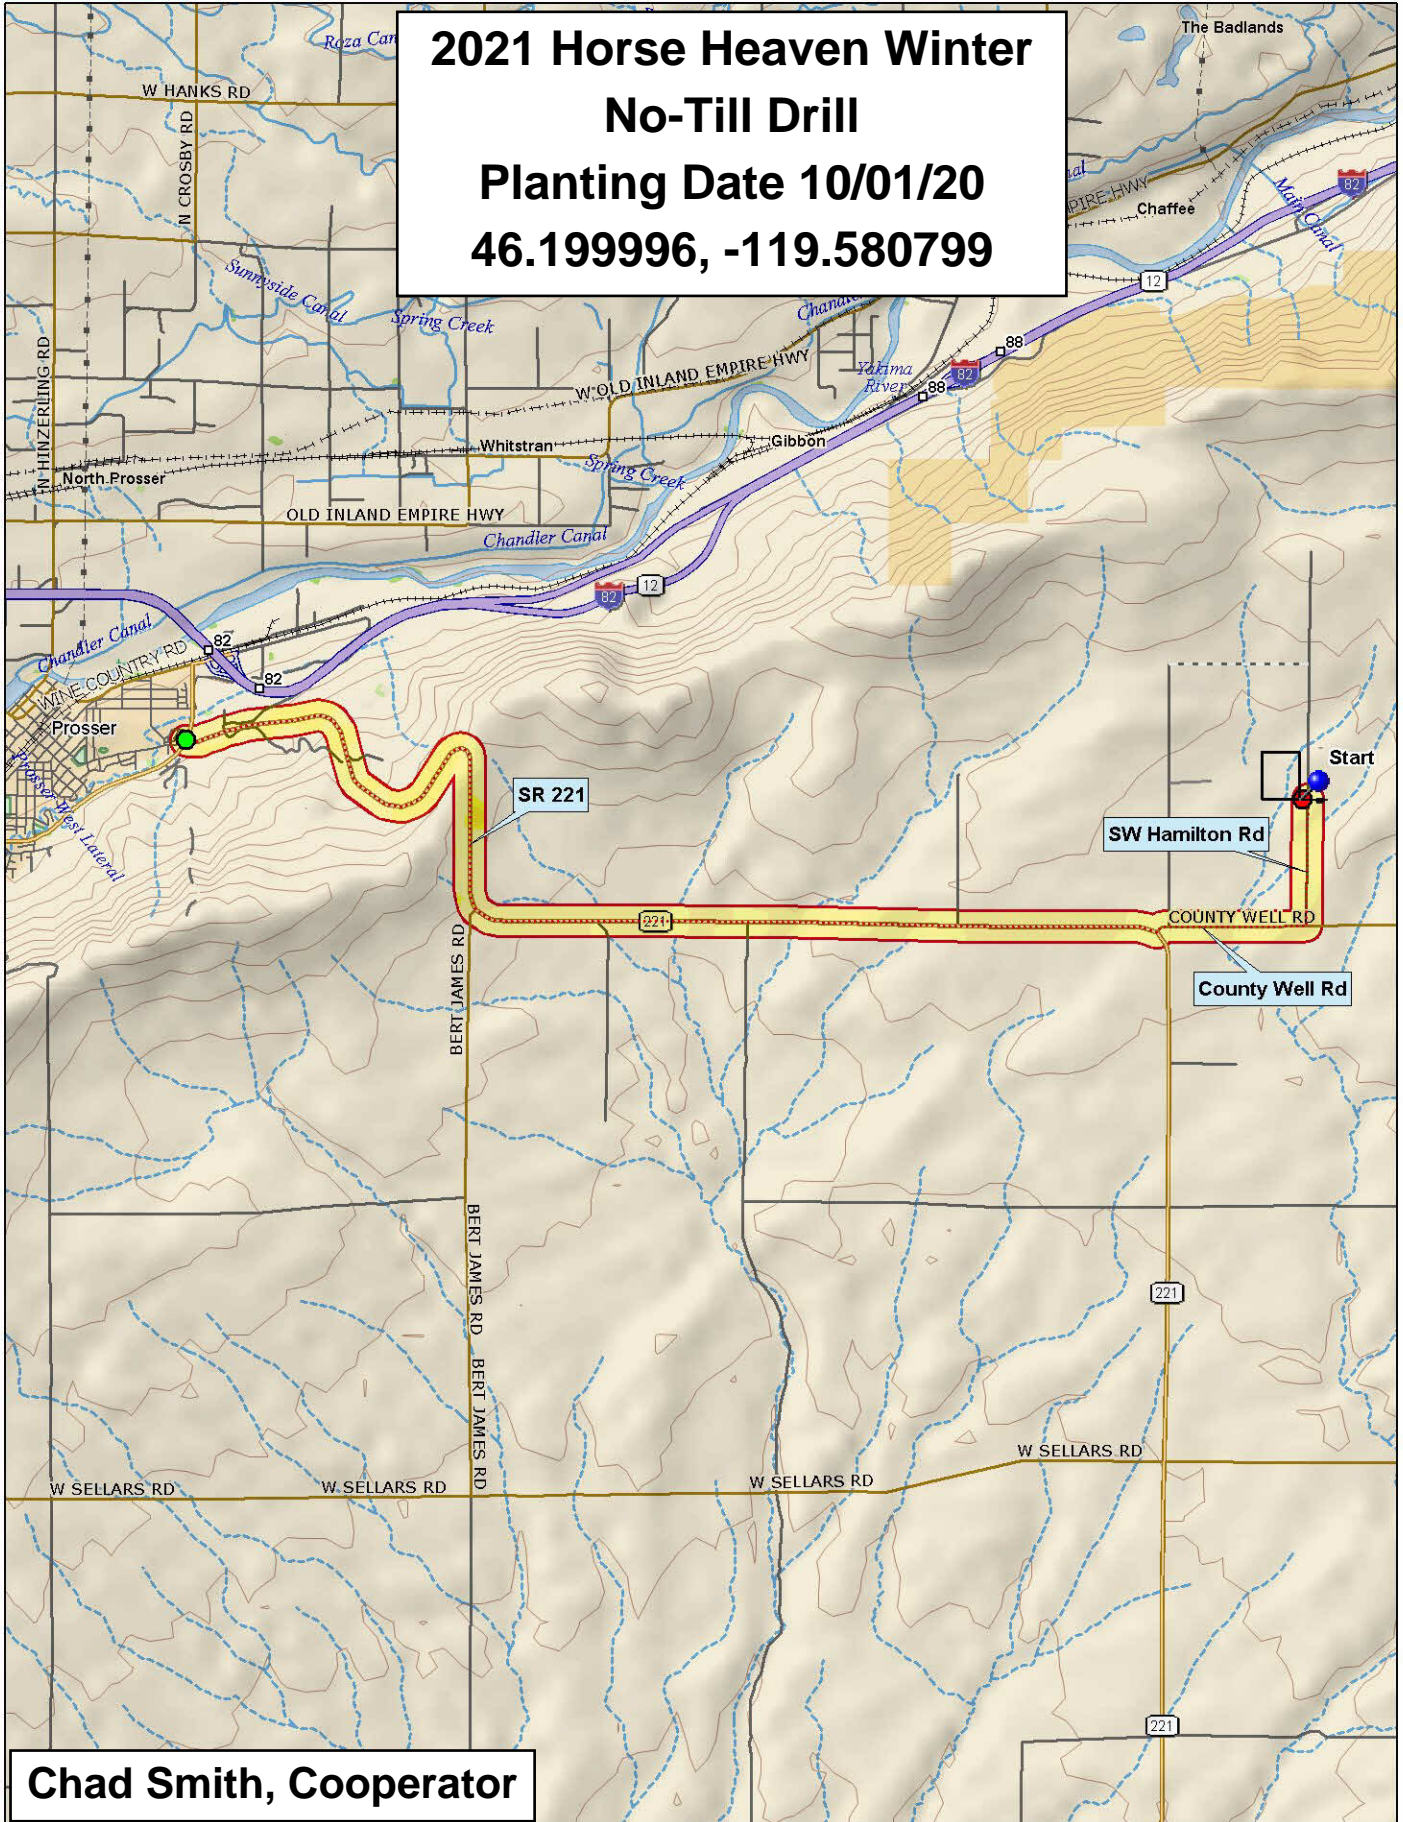 2021 Horse Heaven Winter
No-Till Drill
Planting Date 10/01/20
46.199996, -119.580799
The Badlands
W HANKS RD
N CROSBY RD
82
Main Canal
Chaffee
12
Sunnyside Canal
Spring Creek
N HINZERLING RD
W OLD INLAND EMPIRE HWY
Yakima
River
88
82
88
Whitstran
Gibbon
Spring Creek
North Prosser
OLD INLAND EMPIRE HWY
Chandler Canal
82
12
Chandler Canal
82
WINE COUNTRY RD
82
Prosser
Prosser West Lateral
SR 221
Start
SW Hamilton Rd
221
COUNTY WELL RD
County Well Rd
BERT JAMES RD
BERT JAMES RD
221
BERT JAMES RD
W SELLARS RD
W SELLARS RD
W SELLARS RD
W SELLARS RD
221
Chad Smith, Cooperator